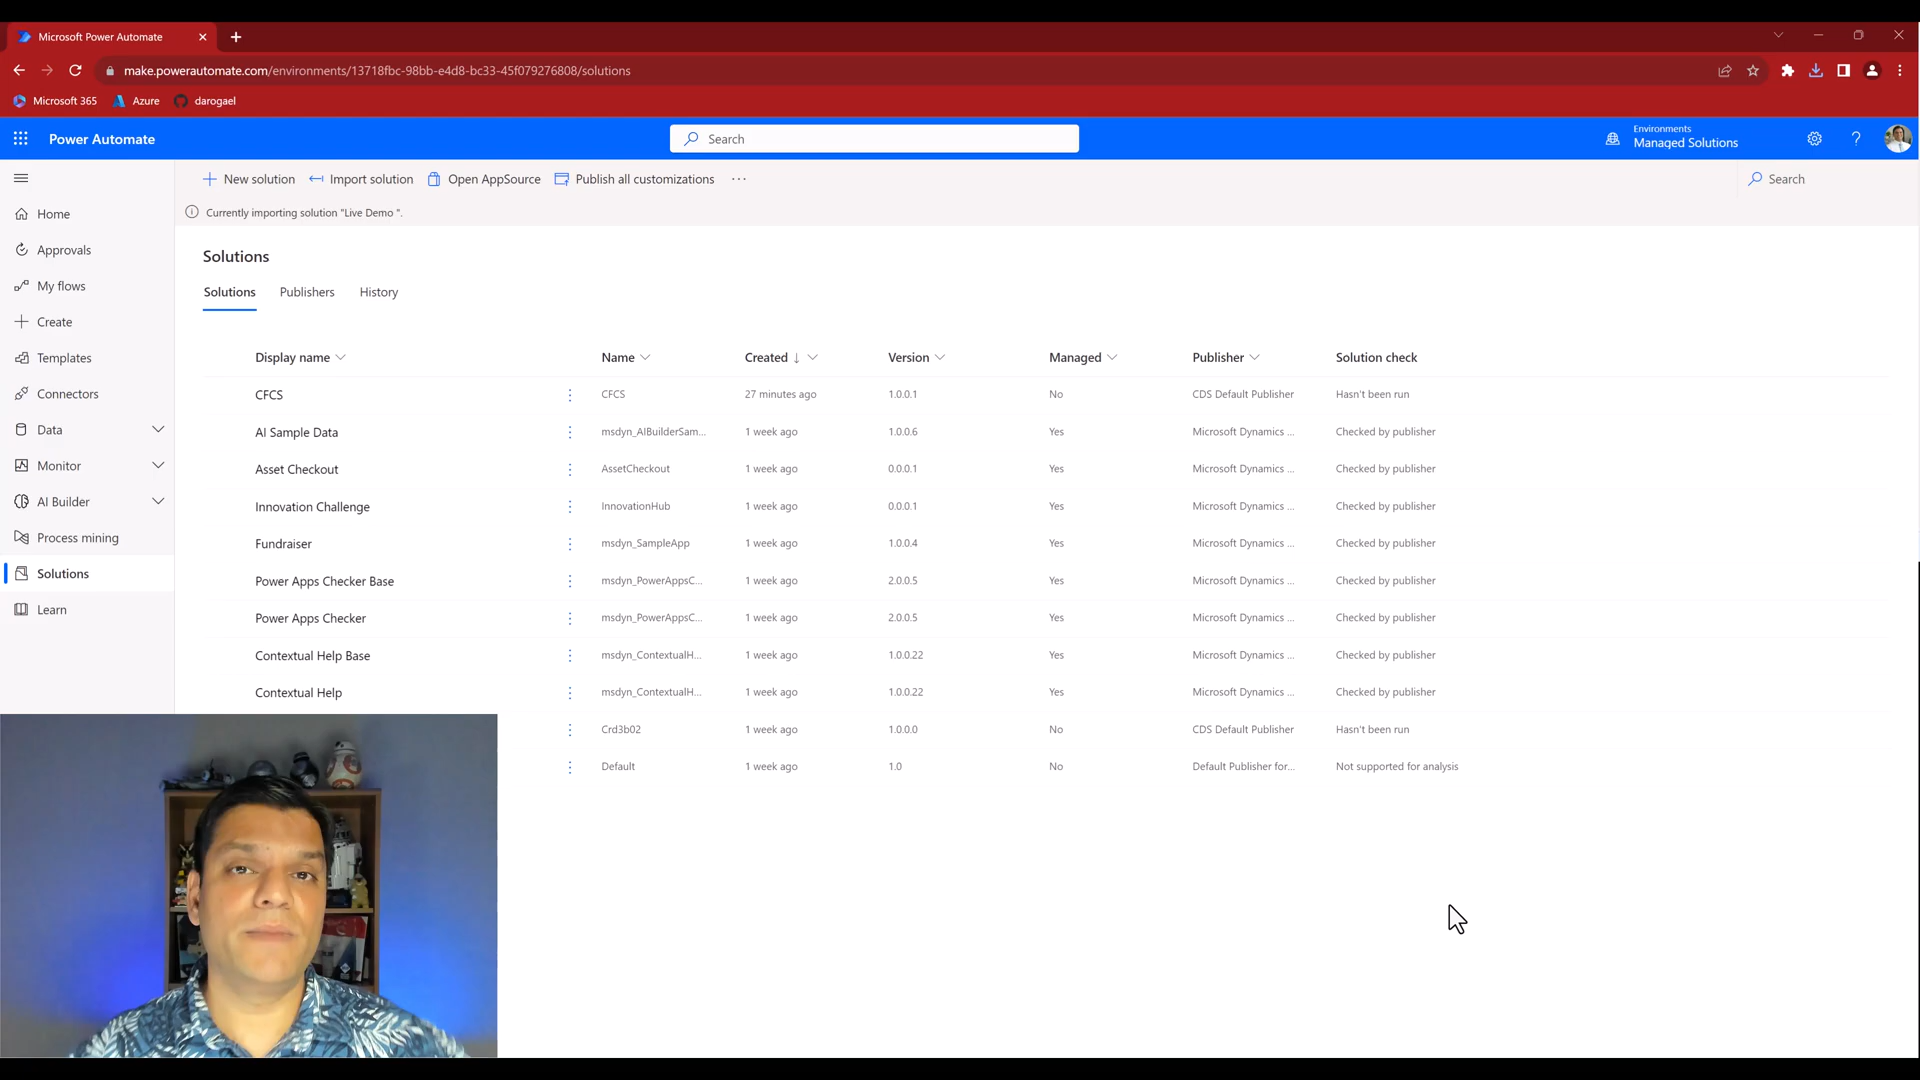 Microsoft Power Automate
make.powerautomate.com/environments/13718fbc-98bb-e4d8-bc33-45f079276808/solutions
Microsoft 365 Azure darogael
Power Automate Search Environments
Managed Solutions
New solution Import solution Open AppSource Publish all customizations ··· Search
Currently importing solution "Live Demo ".
Home
Approvals
My flows
Create
Templates
Connectors
Data
Monitor
AI Builder
Process mining
Solutions
Learn
Solutions
Solutions Publishers History
Display name Name Created Version Managed Publisher Solution check
CFCS CFCS 27 minutes ago 1.0.0.1 No CDS Default Publisher Hasn't been run
AI Sample Data msdyn_AIBuilderSam... 1 week ago 1.0.0.6 Yes Microsoft Dynamics ... Checked by publisher
Asset Checkout AssetCheckout 1 week ago 0.0.0.1 Yes Microsoft Dynamics ... Checked by publisher
Innovation Challenge InnovationHub 1 week ago 0.0.0.1 Yes Microsoft Dynamics ... Checked by publisher
Fundraiser msdyn_SampleApp 1 week ago 1.0.0.4 Yes Microsoft Dynamics ... Checked by publisher
Power Apps Checker Base msdyn_PowerAppsC... 1 week ago 2.0.0.5 Yes Microsoft Dynamics ... Checked by publisher
Power Apps Checker msdyn_PowerAppsC... 1 week ago 2.0.0.5 Yes Microsoft Dynamics ... Checked by publisher
Contextual Help Base msdyn_ContextualH... 1 week ago 1.0.0.22 Yes Microsoft Dynamics ... Checked by publisher
Contextual Help msdyn_ContextualH... 1 week ago 1.0.0.22 Yes Microsoft Dynamics ... Checked by publisher
Crd3b02 1 week ago 1.0.0.0 No CDS Default Publisher Hasn't been run
Default 1 week ago 1.0 No Default Publisher for... Not supported for analysis